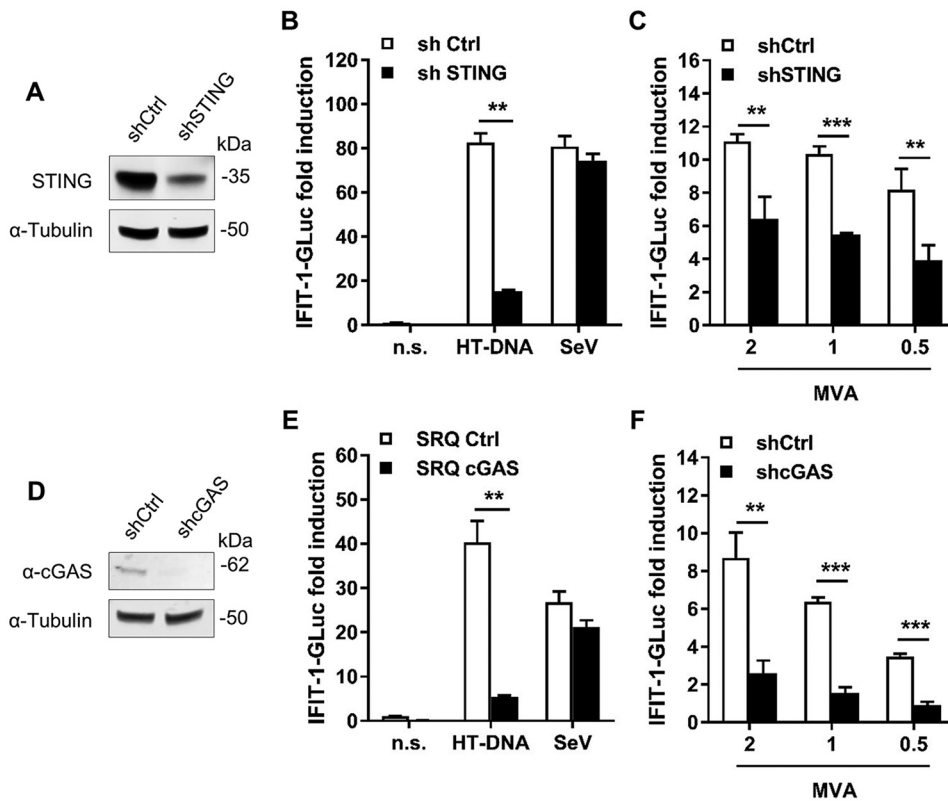 A
shCtrl
shSTING
kDa
STING
-35
α-Tubulin
-50
B
sh Ctrl
sh STING
IFIT-1-GLuc fold induction
120
100
80
60
40
20
0
**
n.s.
HT-DNA
SeV
C
shCtrl
shSTING
IFIT-1-GLuc fold induction
16
14
12
10
8
6
4
2
0
**
***
**
2
1
0.5
MVA
D
shCtrl
shcGAS
kDa
α-cGAS
-62
α-Tubulin
-50
E
SRQ Ctrl
SRQ cGAS
IFIT-1-GLuc fold induction
60
50
40
30
20
10
0
**
n.s.
HT-DNA
SeV
F
shCtrl
shcGAS
IFIT-1-GLuc fold induction
14
12
10
8
6
4
2
0
**
***
***
2
1
0.5
MVA